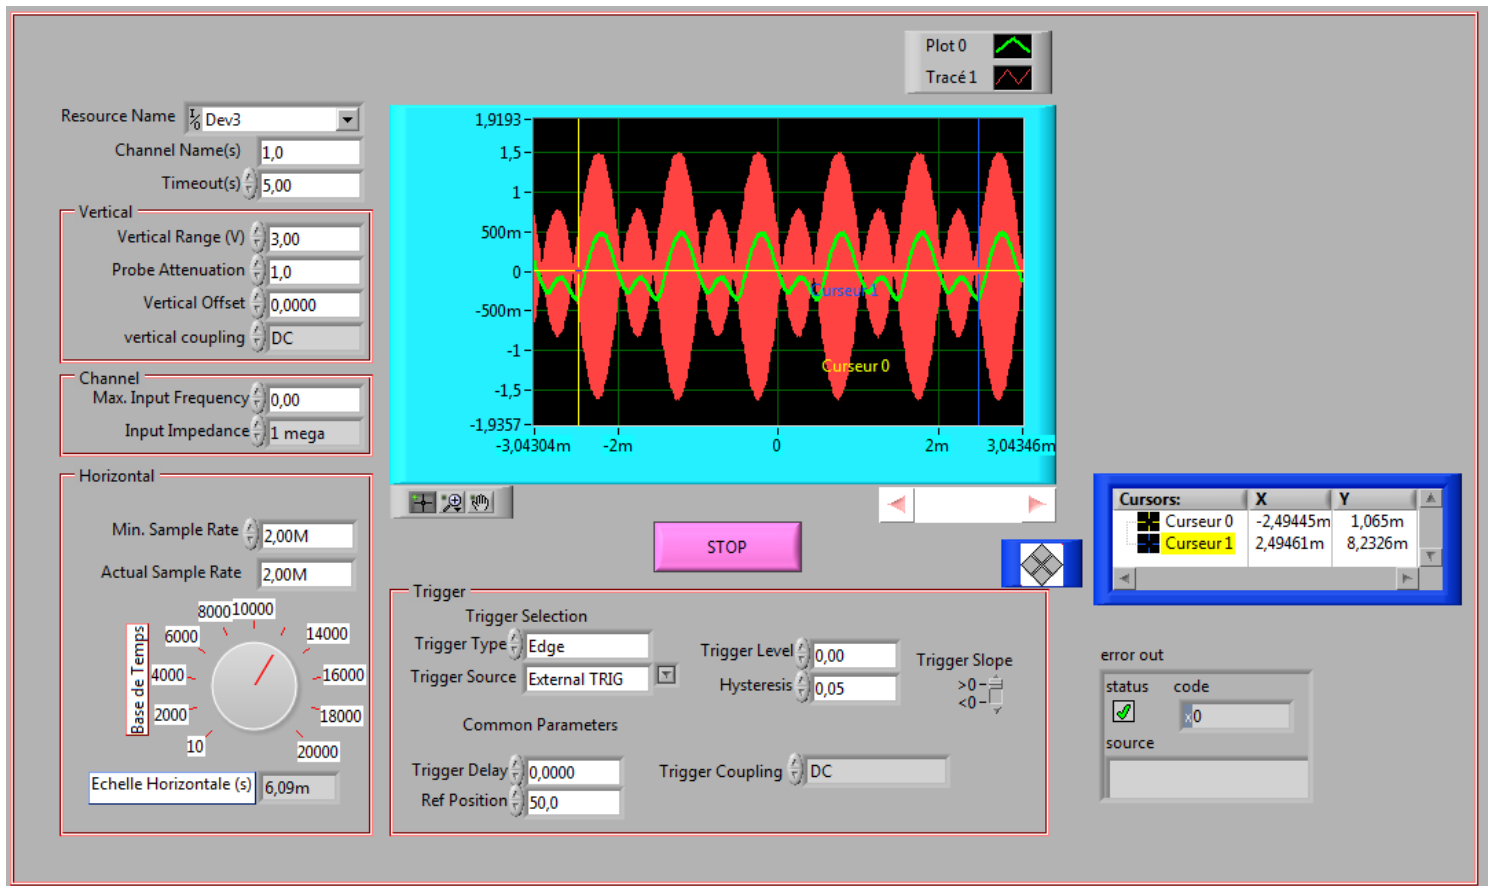 Plot 0
Tracé 1
Resource Name I/O Dev3
Channel Name(s) 1,0
Timeout(s) 5,00
Vertical
Vertical Range (V) 3,00
Probe Attenuation 1,0
Vertical Offset 0,0000
vertical coupling DC
Channel
Max. Input Frequency 0,00
Input Impedance 1 mega
Horizontal
Min. Sample Rate 2,00M
Actual Sample Rate 2,00M
Base de Temps
10
2000
4000
6000
8000
10000
14000
16000
18000
20000
Echelle Horizontale (s) 6,09m
1,9193
1,5
1
500m
0
-500m
-1
-1,5
-1,9357
-3,04304m -2m 0 2m 3,04346m
Curseur 1
Curseur 0
STOP
Cursors: X Y
Curseur 0 -2,49445m 1,065m
Curseur 1 2,49461m 8,2326m
Trigger
Trigger Selection
Trigger Type Edge
Trigger Source External TRIG
Trigger Level 0,00
Hysteresis 0,05
Trigger Slope
>0
<0
Common Parameters
Trigger Delay 0,0000
Ref Position 50,0
Trigger Coupling DC
error out
status code
x0
source